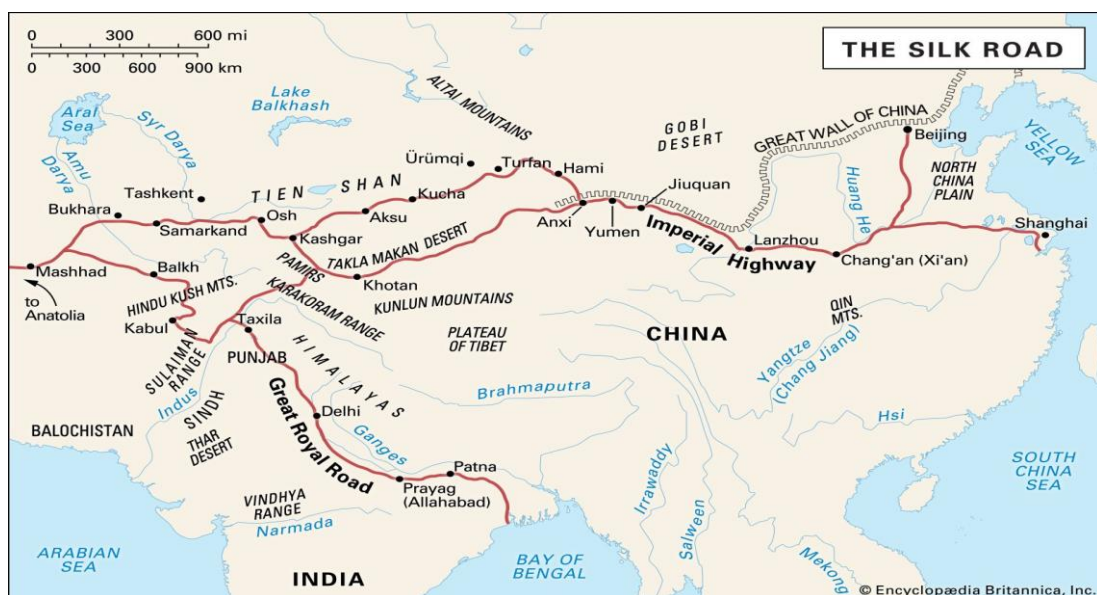 0 300 600 mi
0 300 600 900 km
THE SILK ROAD
ALTAI MOUNTAINS
Lake
Balkhash
Aral
Sea
Syr Darya
Amu
Darya
GOBI
DESERT
GREAT WALL OF CHINA
Beijing
YELLOW
SEA
NORTH
CHINA
PLAIN
Huang He
Ürümqi
Turfan
Hami
Jiuquan
Tashkent
TIEN SHAN
Kucha
Bukhara
Samarkand
Osh
Aksu
Anxi
Yumen
Imperial
Highway
Lanzhou
Chang'an (Xi'an)
Shanghai
Kashgar
TAKLA MAKAN DESERT
Mashhad
to
Anatolia
Balkh
PAMIRS
Khotan
HINDU KUSH MTS.
KARAKORAM RANGE
KUNLUN MOUNTAINS
Kabul
Taxila
PLATEAU
OF TIBET
CHINA
QIN
MTS.
SULAIMAN
RANGE
PUNJAB
HIMALAYAS
Yangtze
(Chang Jiang)
Brahmaputra
Indus
SINDH
Great Royal Road
Delhi
Hsi
BALOCHISTAN
THAR
DESERT
Ganges
Patna
Prayag
(Allahabad)
Irrawaddy
Salween
SOUTH
CHINA
SEA
VINDHYA
RANGE
Narmada
ARABIAN
SEA
INDIA
BAY OF
BENGAL
Mekong
© Encyclopædia Britannica, Inc.